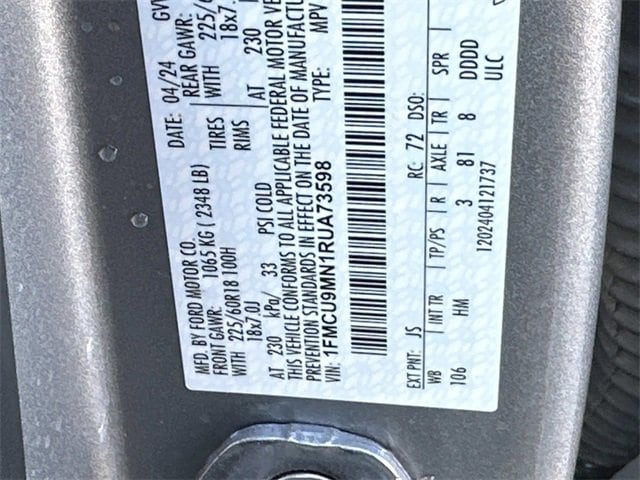 MFD. BY FORD MOTOR CO.
DATE: 04/24
FRONT GAWR: 1065 KG ( 2348 LB)
REAR GAWR:
WITH 225/60R18 100H TIRES WITH
18x7.0J RIMS 18x7.
AT 230 kPa/ 33 PSI COLD AT 230
THIS VEHICLE CONFORMS TO ALL APPLICABLE FEDERAL MOTOR
PREVENTION STANDARDS IN EFFECT ON THE DATE OF MANUFACTU
VIN: 1FMCU9MN1RUA73598 TYPE: MPV
EXT PNT: JS RC: 72 DSO:
WB INT TR TP/PS R AXLE TR SPR
106 HM 3 81 8 DDDD
1202404121737 ULC